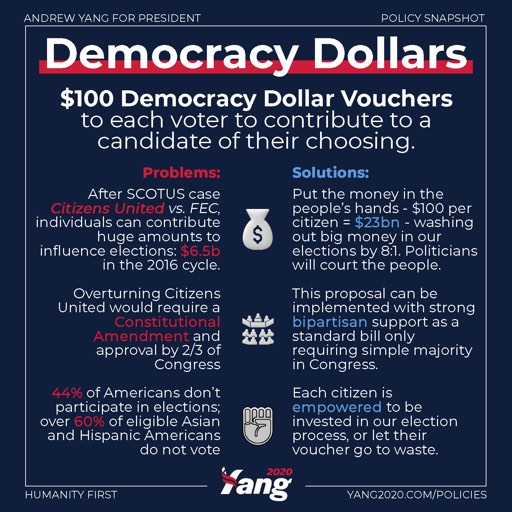 ANDREW YANG FOR PRESIDENT
POLICY SNAPSHOT
Democracy Dollars
$100 Democracy Dollar Vouchers
to each voter to contribute to a
candidate of their choosing.
Problems:
After SCOTUS case
Citizens United vs. FEC,
individuals can contribute
huge amounts to
influence elections: $6.5b
in the 2016 cycle.
Solutions:
Put the money in the
people's hands - $100 per
citizen = $23bn - washing
out big money in our
elections by 8:1. Politicians
will court the people.
$
Overturning Citizens
United would require a
Constitutional
Amendment and
approval by 2/3 of
Congress
This proposal can be
implemented with strong
bipartisan support as a
standard bill only
requiring simple majority
in Congress.
44% of Americans don't
participate in elections;
over 60% of eligible Asian
and Hispanic Americans
do not vote
Each citizen is
empowered to be
invested in our election
process, or let their
voucher go to waste.
HUMANITY FIRST
Yang
2020
YANG2020.COM/POLICIES